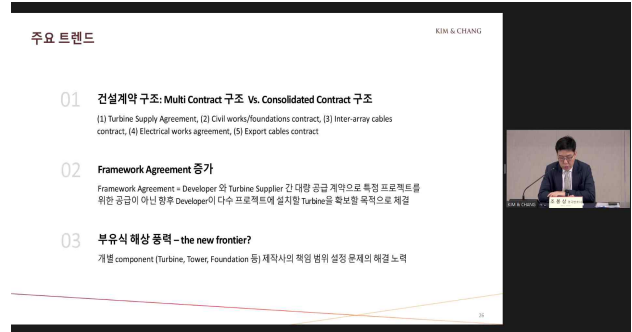 주요 트렌드
KIM & CHANG
01
건설계약 구조: Multi Contract 구조 Vs. Consolidated Contract 구조
(1) Turbine Supply Agreement, (2) Civil works/foundations contract, (3) Inter-array cables
contract, (4) Electrical works agreement, (5) Export cables contract
02
Framework Agreement 증가
Framework Agreement = Developer 와 Turbine Supplier 간 대량 공급 계약으로 특정 프로젝트를
위한 공급이 아닌 향후 Developer이 다수 프로젝트에 설치할 Turbine을 확보할 목적으로 체결
03
부유식 해상 풍력 – the new frontier?
개별 component (Turbine, Tower, Foundation 등) 제작사의 책임 범위 설정 문제의 해결 노력
26
KIM & CHANG